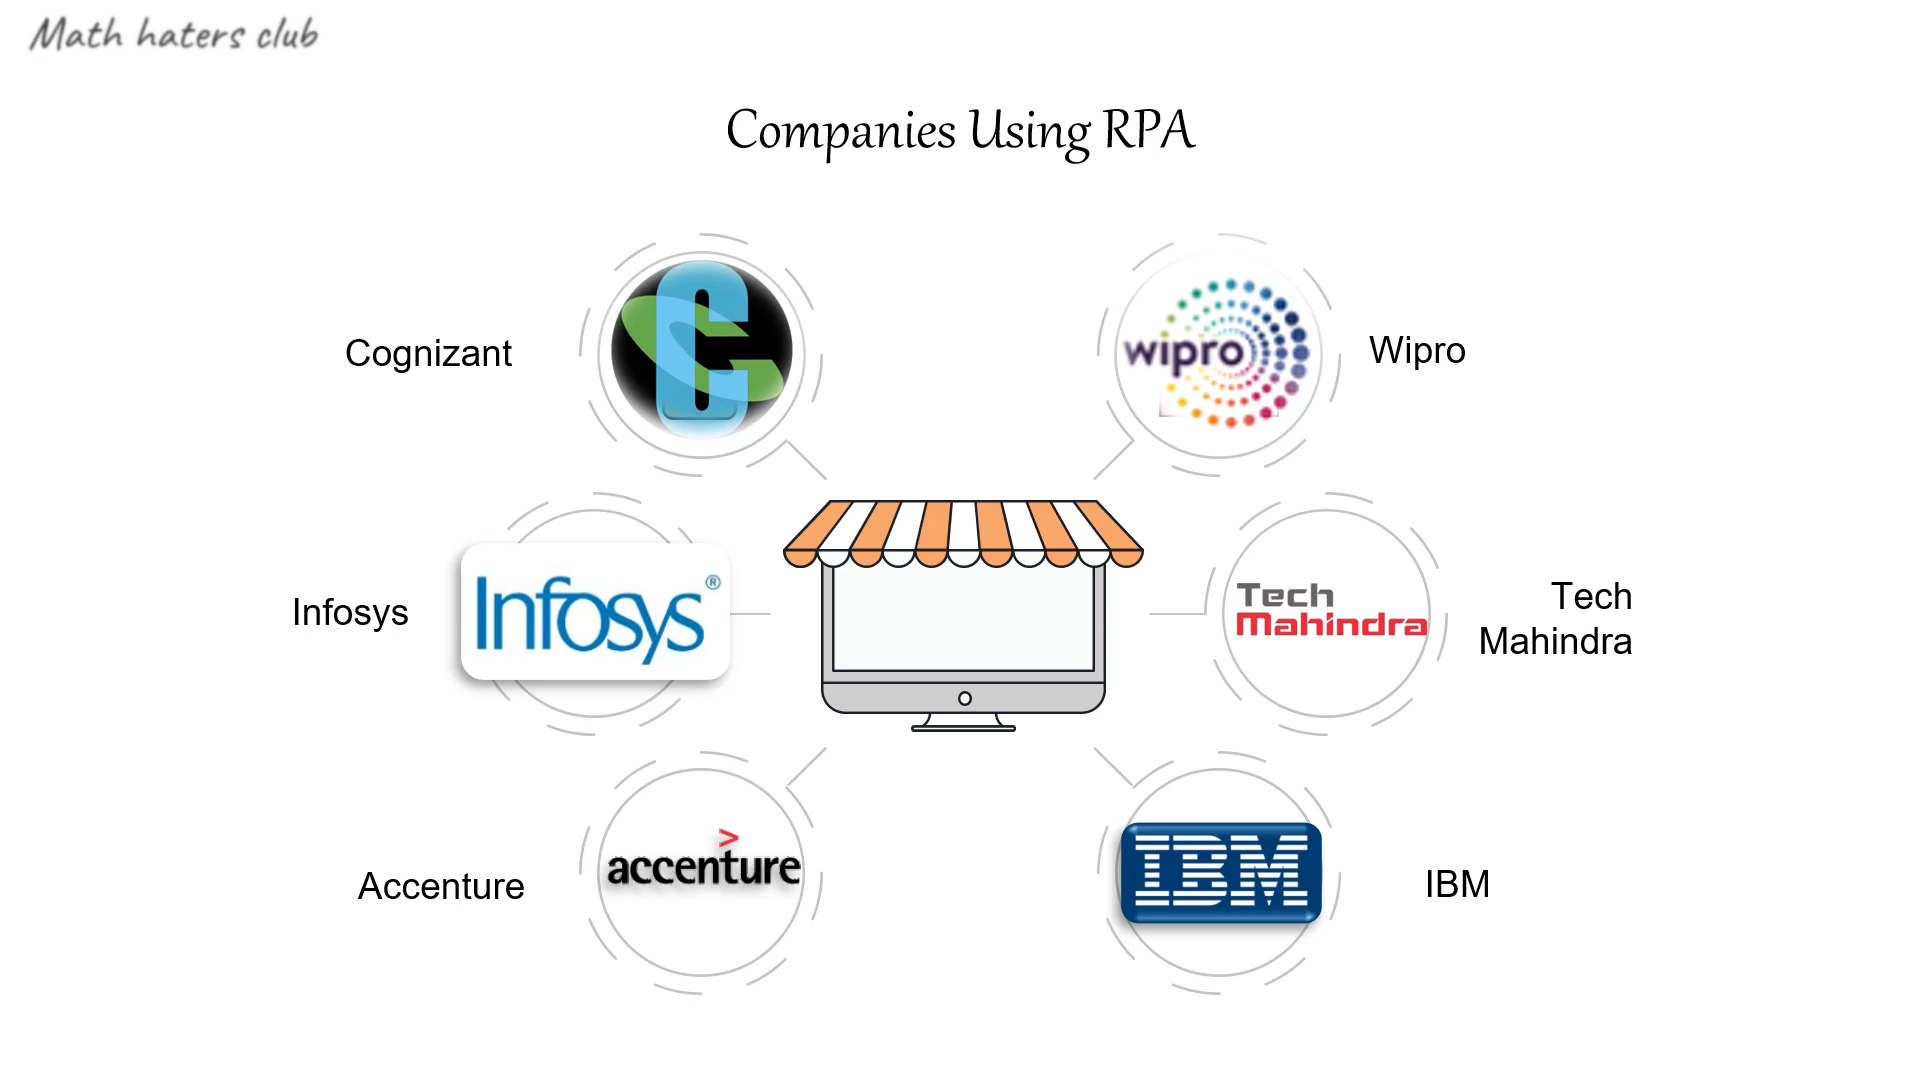 Math haters club
Companies Using RPA
Cognizant
wipro
Wipro
Infosys
Infosys®
Tech
Mahindra
Tech
Mahindra
Accenture
>
accenture
IBM
IBM